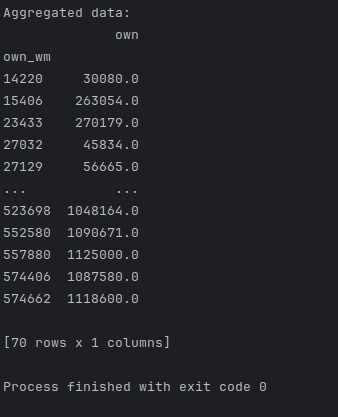 Aggregated data:
own
own_wm
14220 30080.0
15406 263054.0
23433 270179.0
27032 45834.0
27129 56665.0
... ...
523698 1048164.0
552580 1090671.0
557880 1125000.0
574406 1087580.0
574662 1118600.0
[70 rows x 1 columns]
Process finished with exit code 0